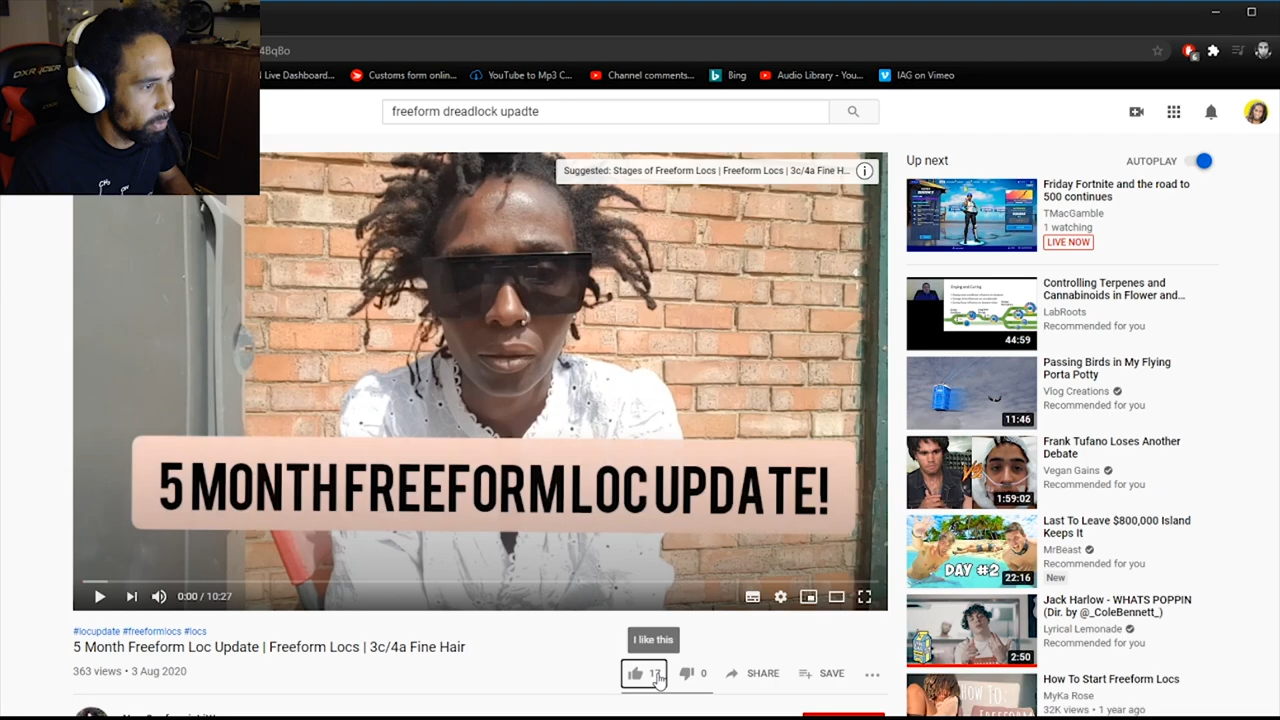 4BqBo
Live Dashboard...
Customs form onlin...
YouTube to Mp3 C...
Channel comments...
Bing
Audio Library - You...
IAG on Vimeo
freeform dreadlock upadte
Suggested: Stages of Freeform Locs | Freeform Locs | 3c/4a Fine H...
5 MONTH FREEFORM LOC UPDATE!
0:00 / 10:27
#locupdate #freeformlocs #locs
5 Month Freeform Loc Update | Freeform Locs | 3c/4a Fine Hair
363 views • 3 Aug 2020
I like this
0
SHARE
SAVE
Up next
AUTOPLAY
Friday Fortnite and the road to
500 continues
TMacGamble
1 watching
LIVE NOW
Controlling Terpenes and
Cannabinoids in Flower and...
LabRoots
Recommended for you
44:59
Passing Birds in My Flying
Porta Potty
Vlog Creations
Recommended for you
11:46
Frank Tufano Loses Another
Debate
Vegan Gains
Recommended for you
1:59:02
Last To Leave $800,000 Island
Keeps It
MrBeast
Recommended for you
New
DAY #2
22:16
Jack Harlow - WHATS POPPIN
(Dir. by @_ColeBennett_)
Lyrical Lemonade
Recommended for you
2:50
How To Start Freeform Locs
MyKa Rose
32K views • 1 year ago
HOW TO: